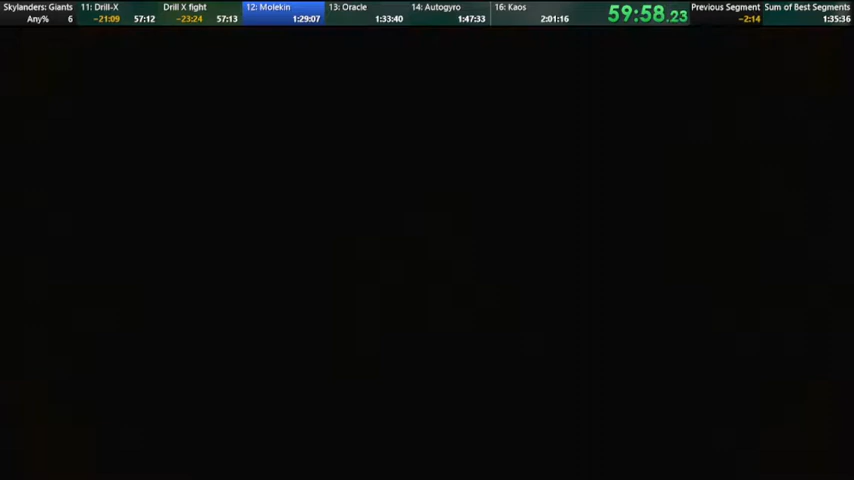 Skylanders: Giants 11: Drill-X Drill X fight 12: Molekin 13: Oracle 14: Autogyro 16: Kaos 59:58.23 Previous Segment Sum of Best Segments
Any% 6 −21:09 57:12 −23:24 57:13 1:29:07 1:33:40 1:47:33 2:01:16 −2:14 1:35:36